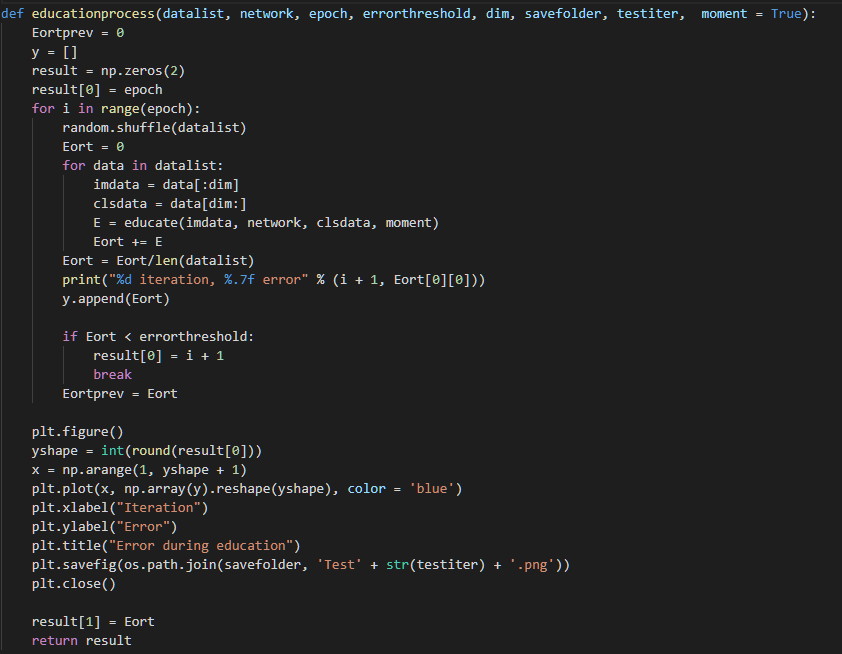 def educationprocess(datalist, network, epoch, errorthreshold, dim, savefolder, testiter,  moment = True):
    Eortprev = 0
    y = []
    result = np.zeros(2)
    result[0] = epoch
    for i in range(epoch):
        random.shuffle(datalist)
        Eort = 0
        for data in datalist:
            imdata = data[:dim]
            clsdata = data[dim:]
            E = educate(imdata, network, clsdata, moment)
            Eort += E
        Eort = Eort/len(datalist)
        print("%d iteration, %.7f error" % (i + 1, Eort[0][0]))
        y.append(Eort)

        if Eort < errorthreshold:
            result[0] = i + 1
            break
        Eortprev = Eort

    plt.figure()
    yshape = int(round(result[0]))
    x = np.arange(1, yshape + 1)
    plt.plot(x, np.array(y).reshape(yshape), color = 'blue')
    plt.xlabel("Iteration")
    plt.ylabel("Error")
    plt.title("Error during education")
    plt.savefig(os.path.join(savefolder, 'Test' + str(testiter) + '.png'))
    plt.close()

    result[1] = Eort
    return result